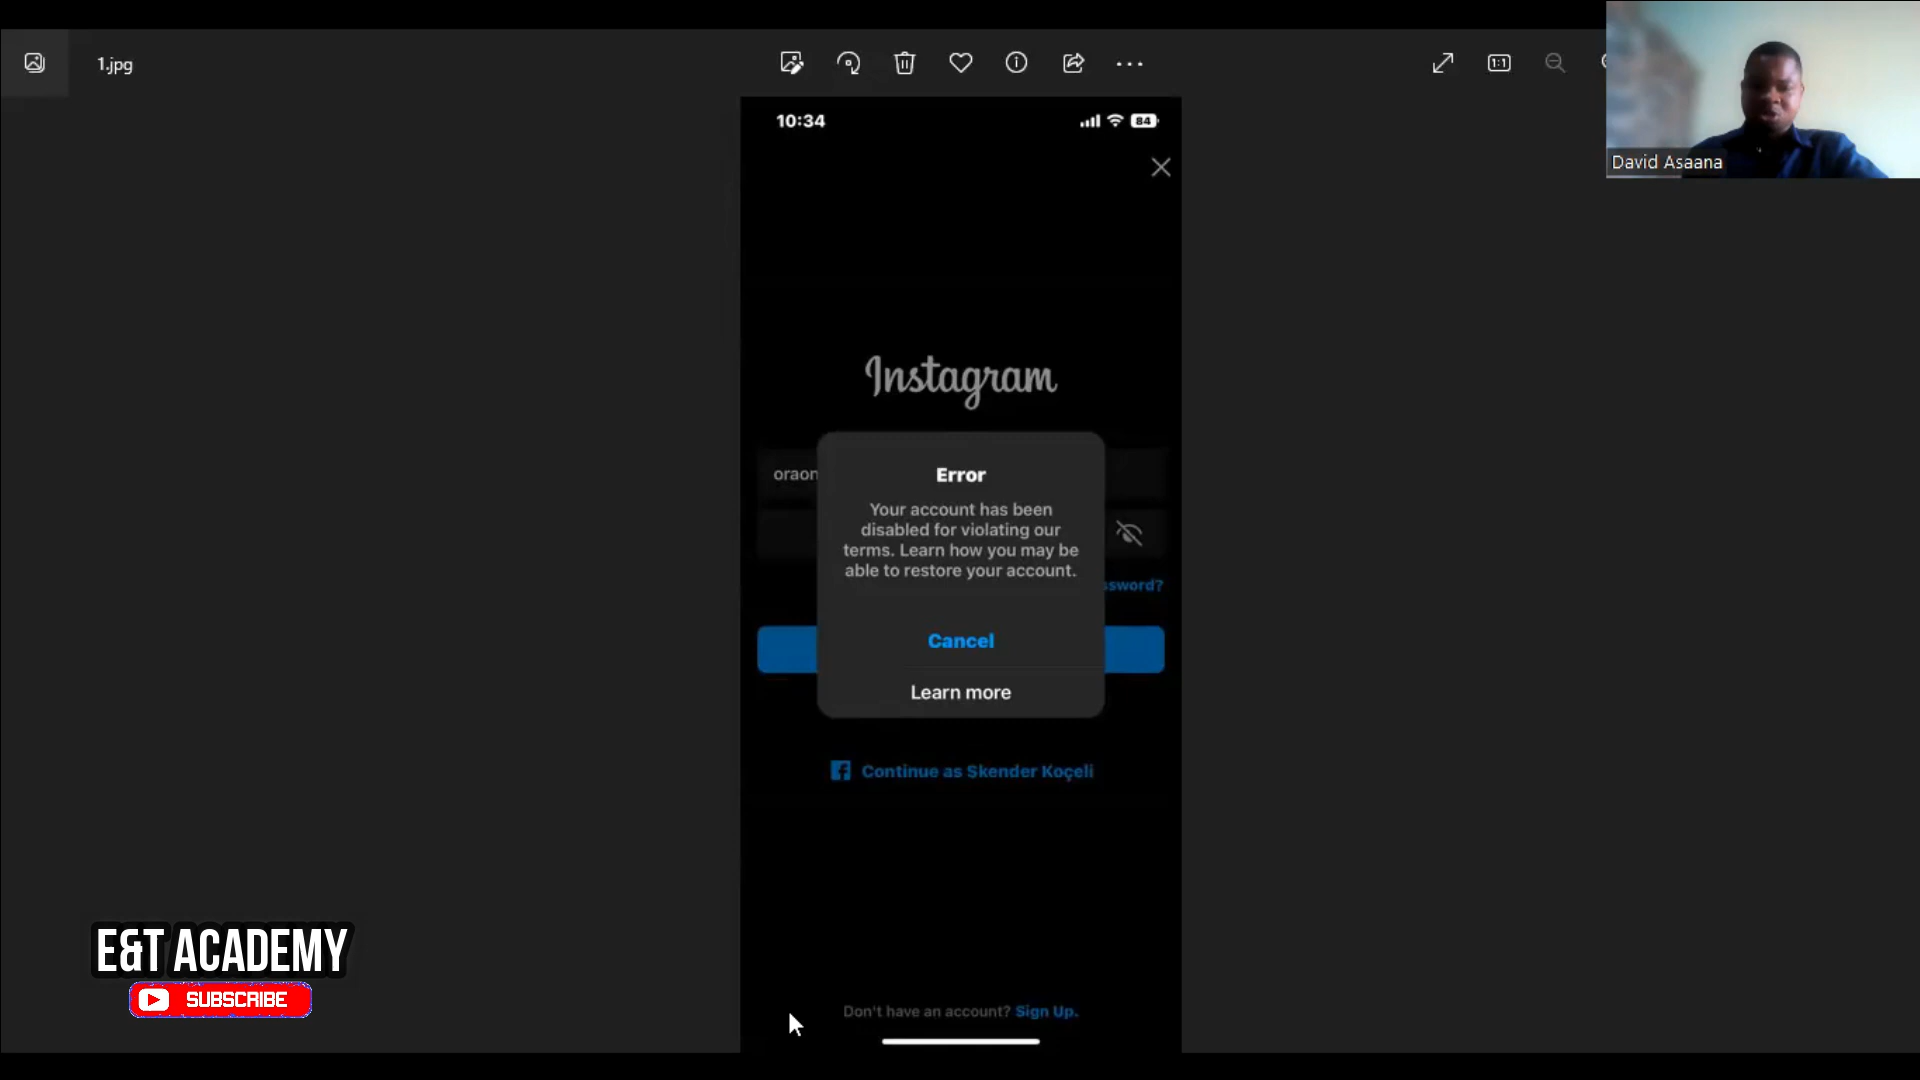 1.jpg
1:1
David Asaana
10:34
84
Instagram
oraon
Error
Your account has been
disabled for violating our
terms. Learn how you may be
able to restore your account.
ssword?
Cancel
Learn more
Continue as Skender Koçeli
E&T ACADEMY
SUBSCRIBE
Don't have an account? Sign Up.